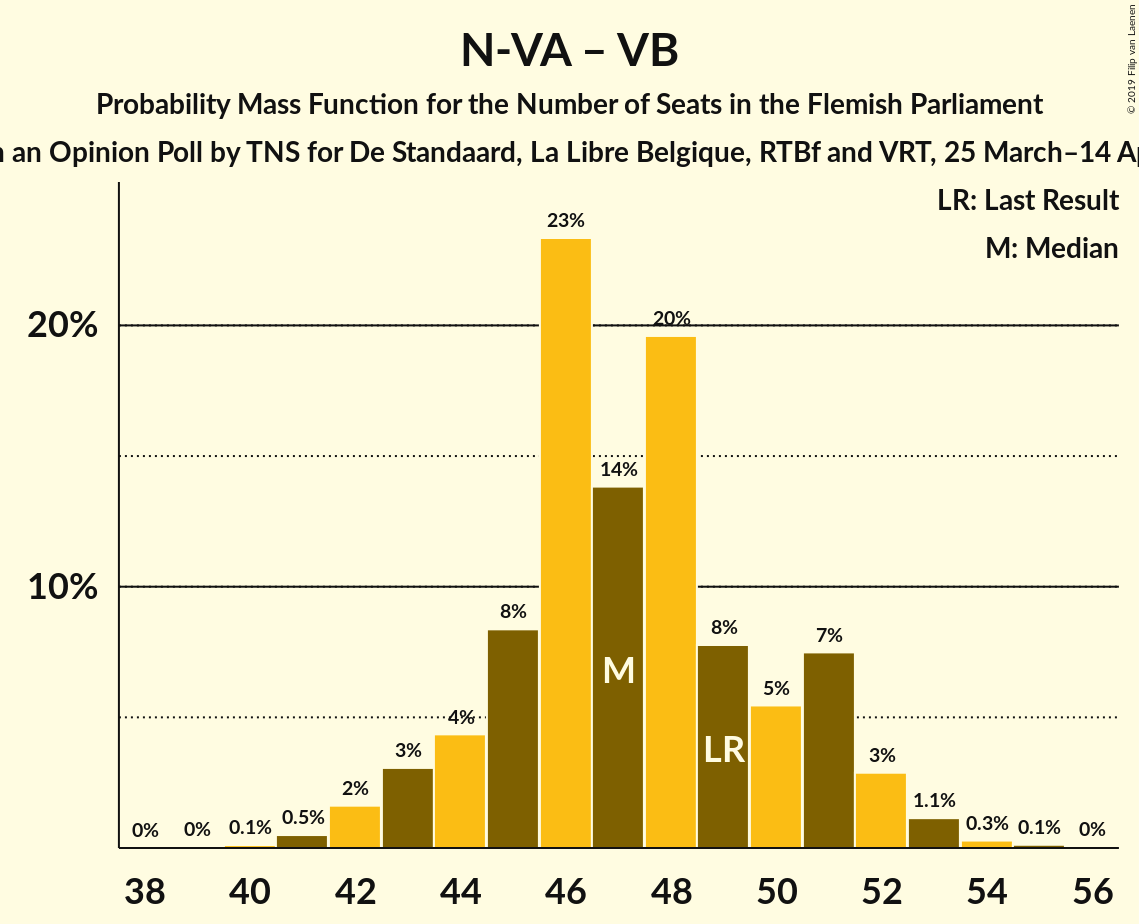 N-VA – VB
Probability Mass Function for the Number of Seats in the Flemish Parliament
an Opinion Poll by TNS for De Standaard, La Libre Belgique, RTBf and VRT, 25 March–14
© 2019 Filip van Laenen
LR: Last Result
M: Median
20%
10%
0% 0% 0.1% 0.5% 2% 3% 4% 8% 23% 14% 20% 8% 5% 7% 3% 1.1% 0.3% 0.1% 0%
M
LR
38 40 42 44 46 48 50 52 54 56